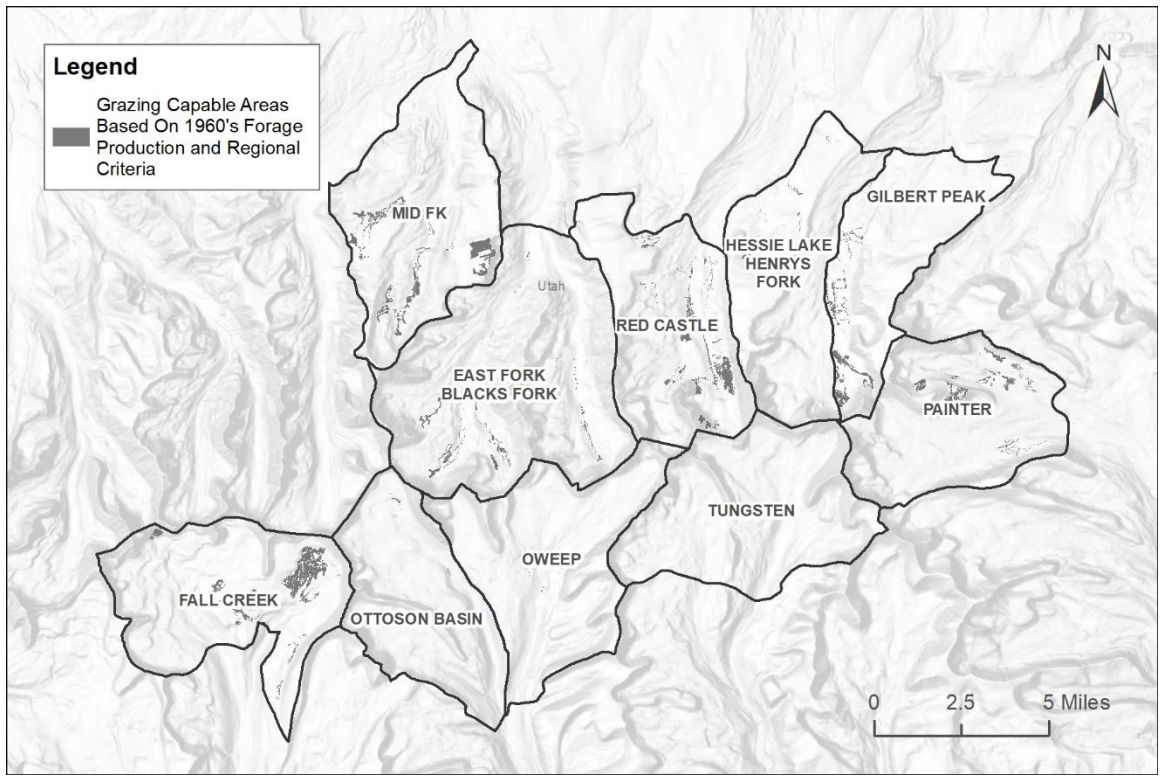 Legend
Grazing Capable Areas
Based On 1960's Forage
Production and Regional
Criteria
N
MID FK
GILBERT PEAK
HESSIE LAKE
HENRYS
FORK
Utah
RED CASTLE
EAST FORK
BLACKS FORK
PAINTER
TUNGSTEN
OWEEP
FALL CREEK
OTTOSON BASIN
0 2.5 5 Miles